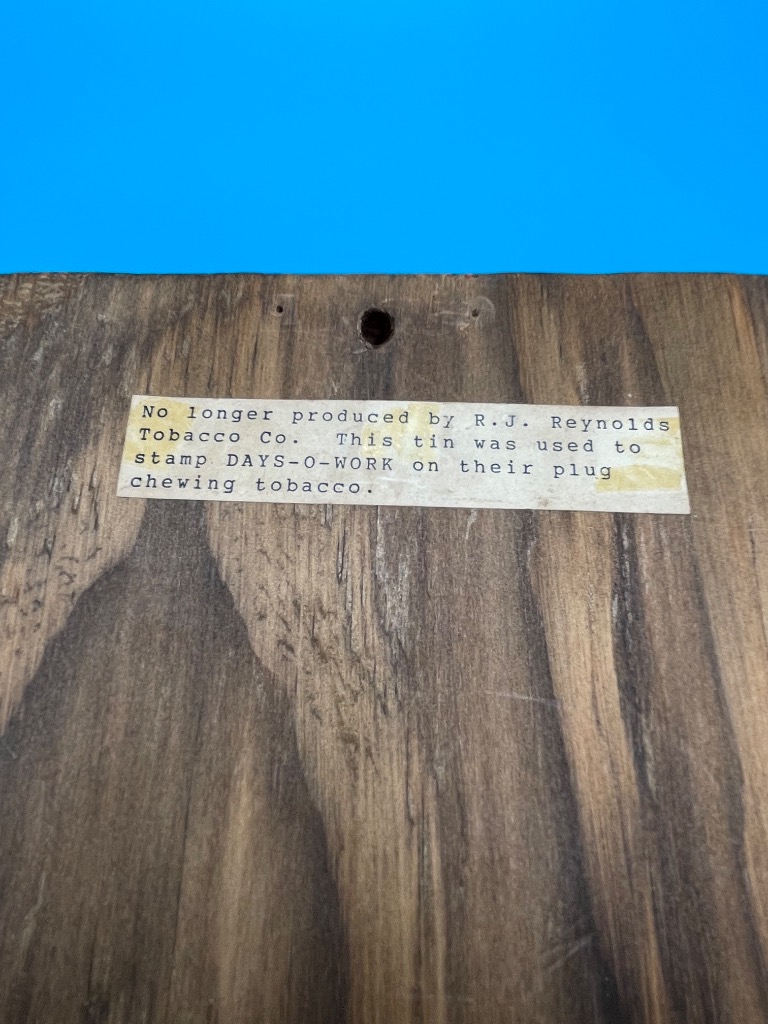 No longer produced by R.J. Reynolds
Tobacco Co. This tin was used to
stamp DAYS-O-WORK on their plug
chewing tobacco.